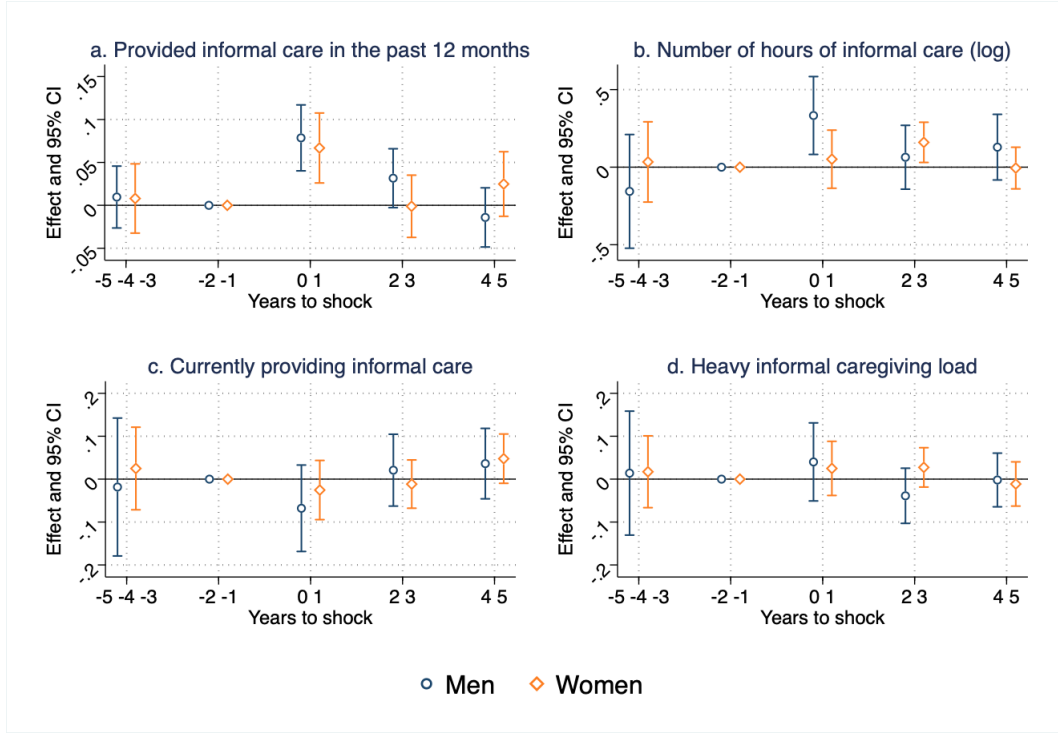 a. Provided informal care in the past 12 months
Effect and 95% CI
.15
.1
.05
0
-.05
-5 -4 -3 -2 -1 0 1 2 3 4 5
Years to shock
b. Number of hours of informal care (log)
Effect and 95% CI
.5
0
-.5
-5 -4 -3 -2 -1 0 1 2 3 4 5
Years to shock
c. Currently providing informal care
Effect and 95% CI
.2
.1
0
-.1
-.2
-5 -4 -3 -2 -1 0 1 2 3 4 5
Years to shock
d. Heavy informal caregiving load
Effect and 95% CI
.2
.1
0
-.1
-.2
-5 -4 -3 -2 -1 0 1 2 3 4 5
Years to shock
Men Women